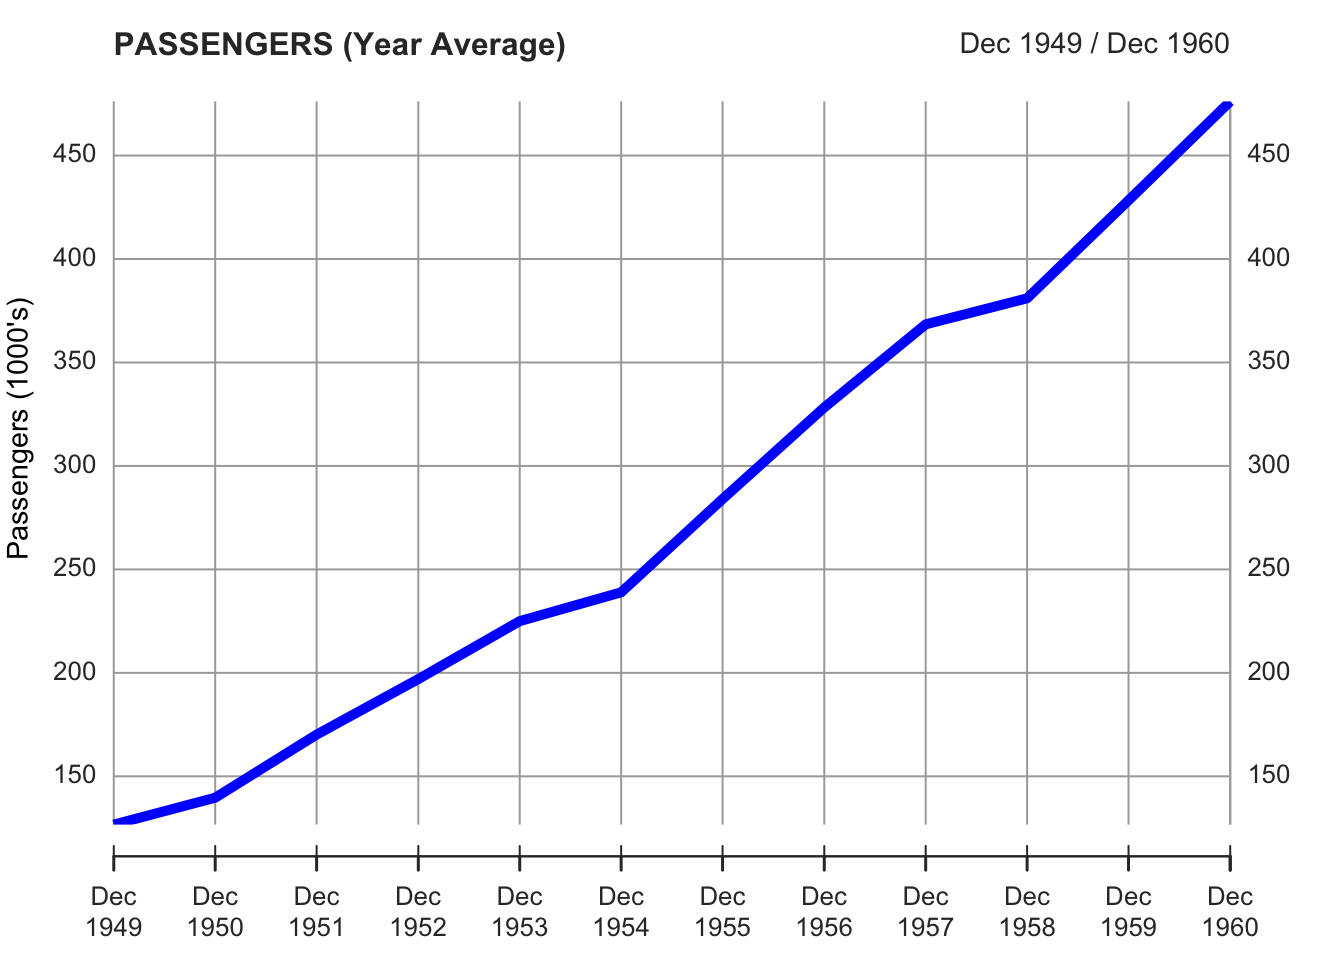 PASSENGERS (Year Average)
Dec 1949 / Dec 1960
Passengers (1000's)
450 450
400 400
350 350
300 300
250 250
200 200
150 150
Dec Dec Dec Dec Dec Dec Dec Dec Dec Dec Dec Dec
1949 1950 1951 1952 1953 1954 1955 1956 1957 1958 1959 1960